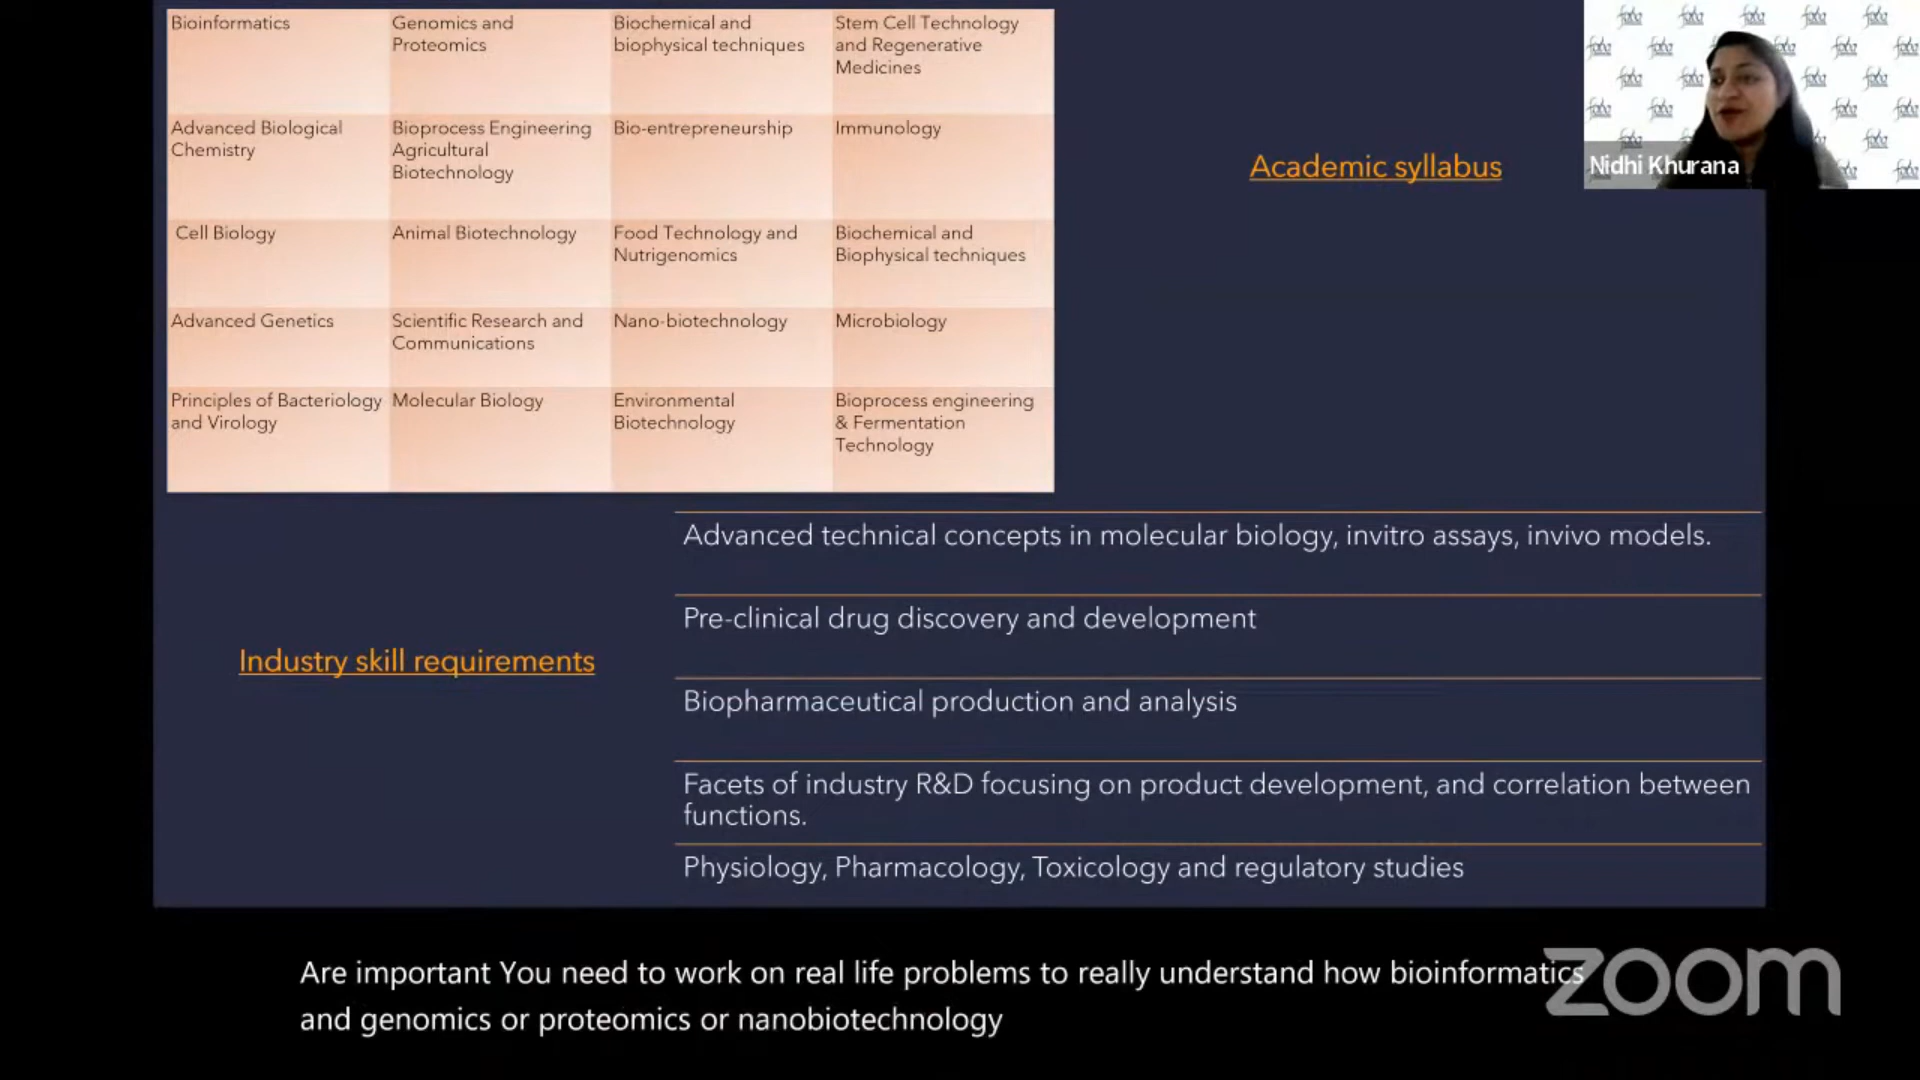 Bioinformatics
Genomics and
Proteomics
Biochemical and
biophysical techniques
Stem Cell Technology
and Regenerative
Medicines
Advanced Biological
Chemistry
Bioprocess Engineering
Agricultural
Biotechnology
Bio-entrepreneurship
Immunology
Cell Biology
Animal Biotechnology
Food Technology and
Nutrigenomics
Biochemical and
Biophysical techniques
Advanced Genetics
Scientific Research and
Communications
Nano-biotechnology
Microbiology
Principles of Bacteriology
and Virology
Molecular Biology
Environmental
Biotechnology
Bioprocess engineering
& Fermentation
Technology
Academic syllabus
Nidhi Khurana
Industry skill requirements
Advanced technical concepts in molecular biology, invitro assays, invivo models.
Pre-clinical drug discovery and development
Biopharmaceutical production and analysis
Facets of industry R&D focusing on product development, and correlation between
functions.
Physiology, Pharmacology, Toxicology and regulatory studies
Are important You need to work on real life problems to really understand how bioinformatics
and genomics or proteomics or nanobiotechnology
zoom